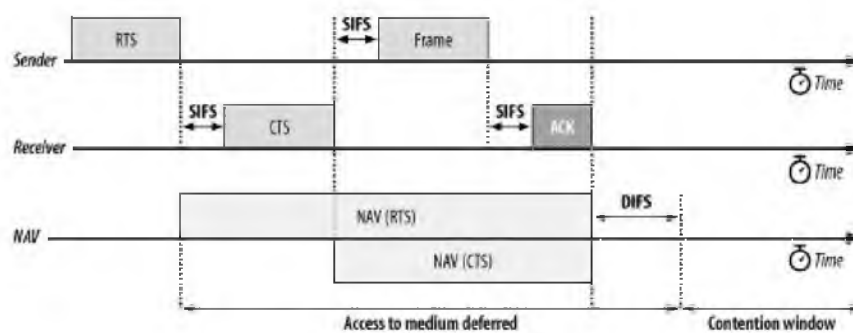 SIFS
RTS
Frame
Sender
Time
SIFS
SIFS
CTS
ACK
Receiver
Time
NAV (RTS)
DIFS
NAV
NAV (CTS)
Time
Access to medium deferred
Contention window